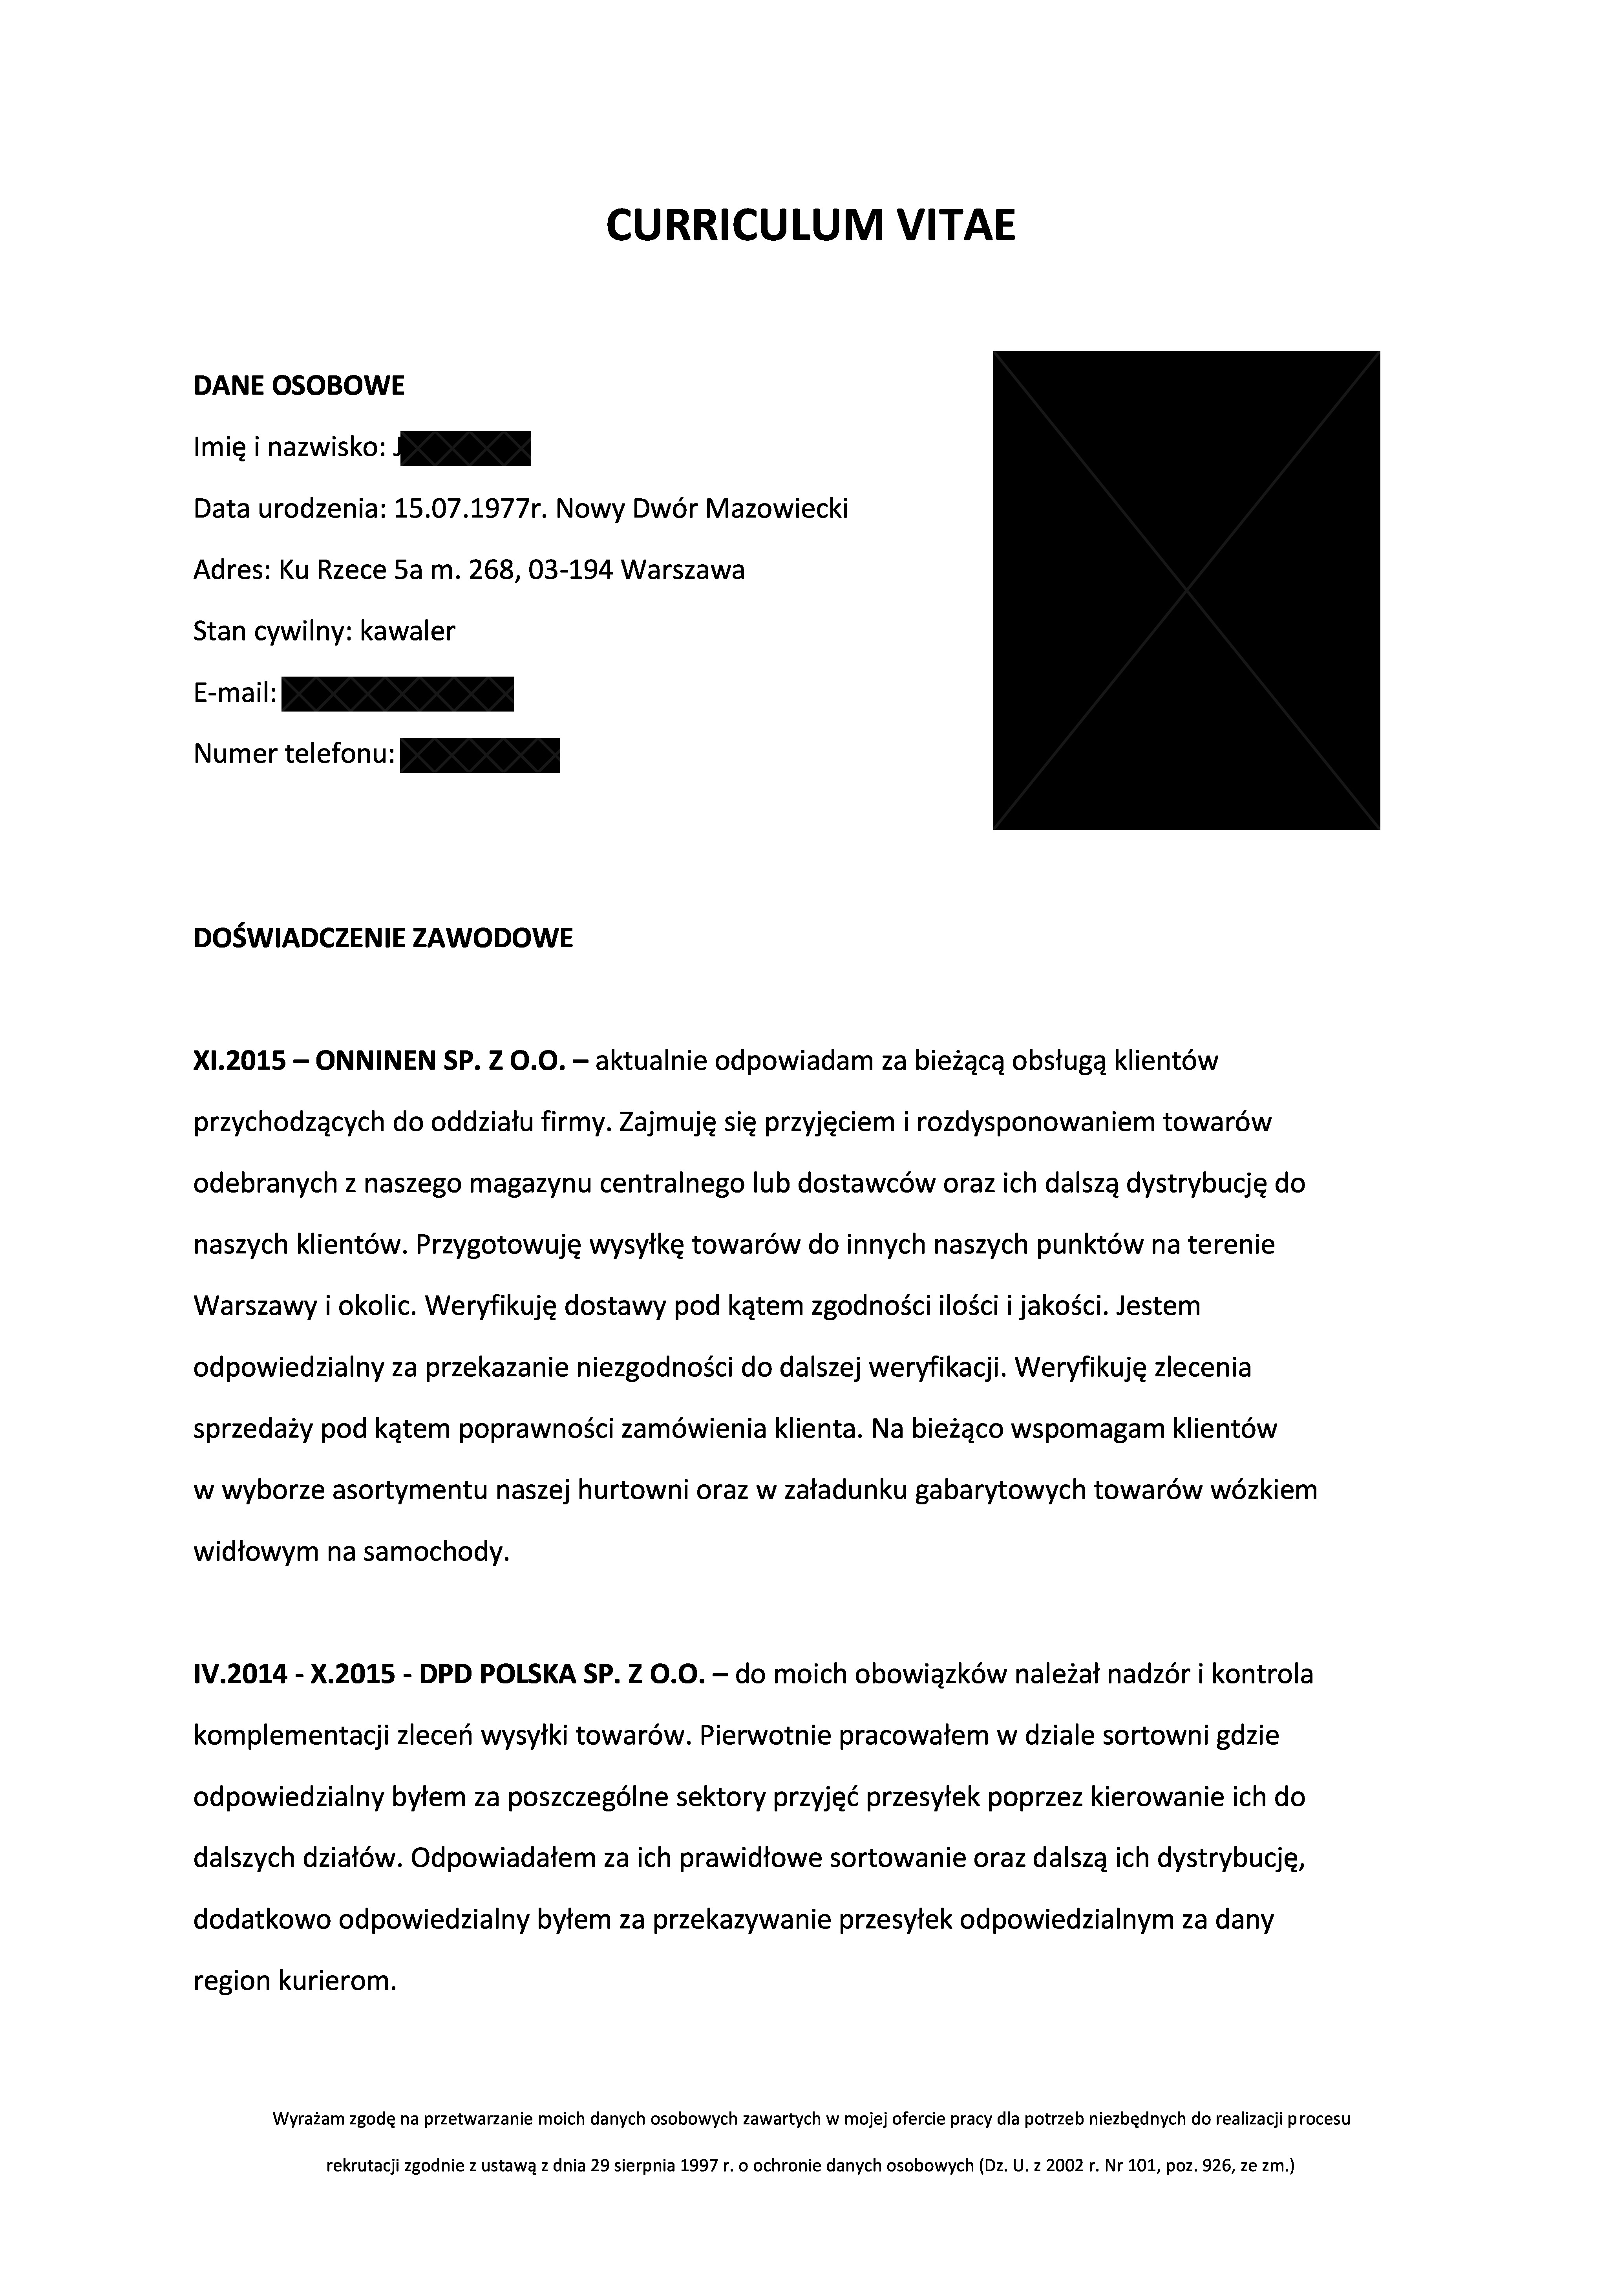 CURRICULUM VITAE
DANE OSOBOWE
Imię i nazwisko:
Data urodzenia: 15.07.1977r. Nowy Dwór Mazowiecki
Adres: Ku Rzece 5a m. 268, 03-194 Warszawa
Stan cywilny: kawaler
E-mail:
Numer telefonu:
DOŚWIADCZENIE ZAWODOWE
XI.2015 – ONNINEN SP. Z O.O. – aktualnie odpowiadam za bieżącą obsługą klientów
przychodzących do oddziału firmy. Zajmuję się przyjęciem i rozdysponowaniem towarów
odebranych z naszego magazynu centralnego lub dostawców oraz ich dalszą dystrybucję do
naszych klientów. Przygotowuję wysyłkę towarów do innych naszych punktów na terenie
Warszawy i okolic. Weryfikuję dostawy pod kątem zgodności ilości i jakości. Jestem
odpowiedzialny za przekazanie niezgodności do dalszej weryfikacji. Weryfikuję zlecenia
sprzedaży pod kątem poprawności zamówienia klienta. Na bieżąco wspomagam klientów
w wyborze asortymentu naszej hurtowni oraz w załadunku gabarytowych towarów wózkiem
widłowym na samochody.
IV.2014 - X.2015 - DPD POLSKA SP. Z O.O. – do moich obowiązków należał nadzór i kontrola
komplementacji zleceń wysyłki towarów. Pierwotnie pracowałem w dziale sortowni gdzie
odpowiedzialny byłem za poszczególne sektory przyjęć przesyłek poprzez kierowanie ich do
dalszych działów. Odpowiadałem za ich prawidłowe sortowanie oraz dalszą ich dystrybucję,
dodatkowo odpowiedzialny byłem za przekazywanie przesyłek odpowiedzialnym za dany
region kurierom.
Wyrażam zgodę na przetwarzanie moich danych osobowych zawartych w mojej ofercie pracy dla potrzeb niezbędnych do realizacji procesu
rekrutacji zgodnie z ustawą z dnia 29 sierpnia 1997 r. o ochronie danych osobowych (Dz. U. z 2002 r. Nr 101, poz. 926, ze zm.)